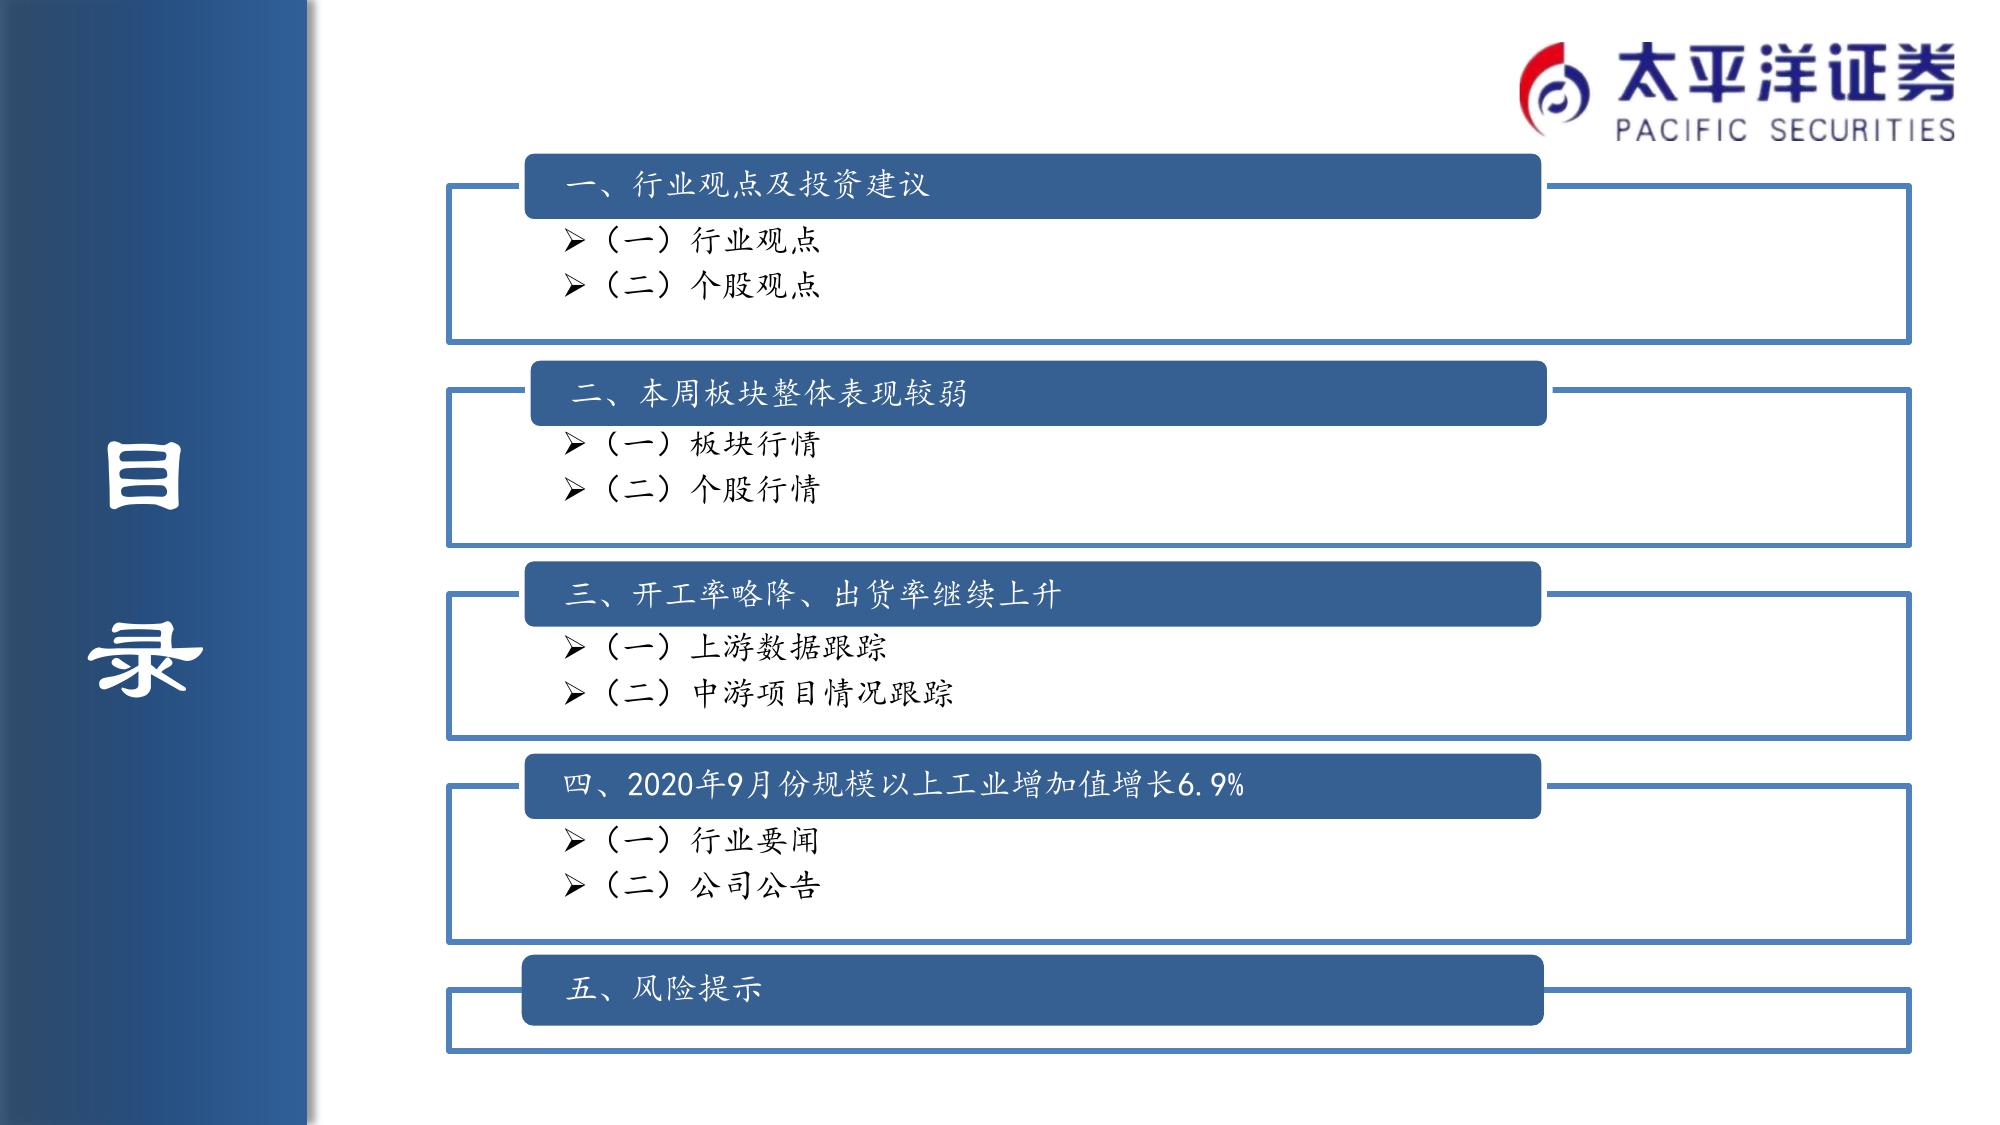 太平洋证券
PACIFIC SECURITIES
目
录
一、行业观点及投资建议
（一）行业观点
（二）个股观点
二、本周板块整体表现较弱
（一）板块行情
（二）个股行情
三、开工率略降、出货率继续上升
（一）上游数据跟踪
（二）中游项目情况跟踪
四、2020年9月份规模以上工业增加值增长6.9%
（一）行业要闻
（二）公司公告
五、风险提示